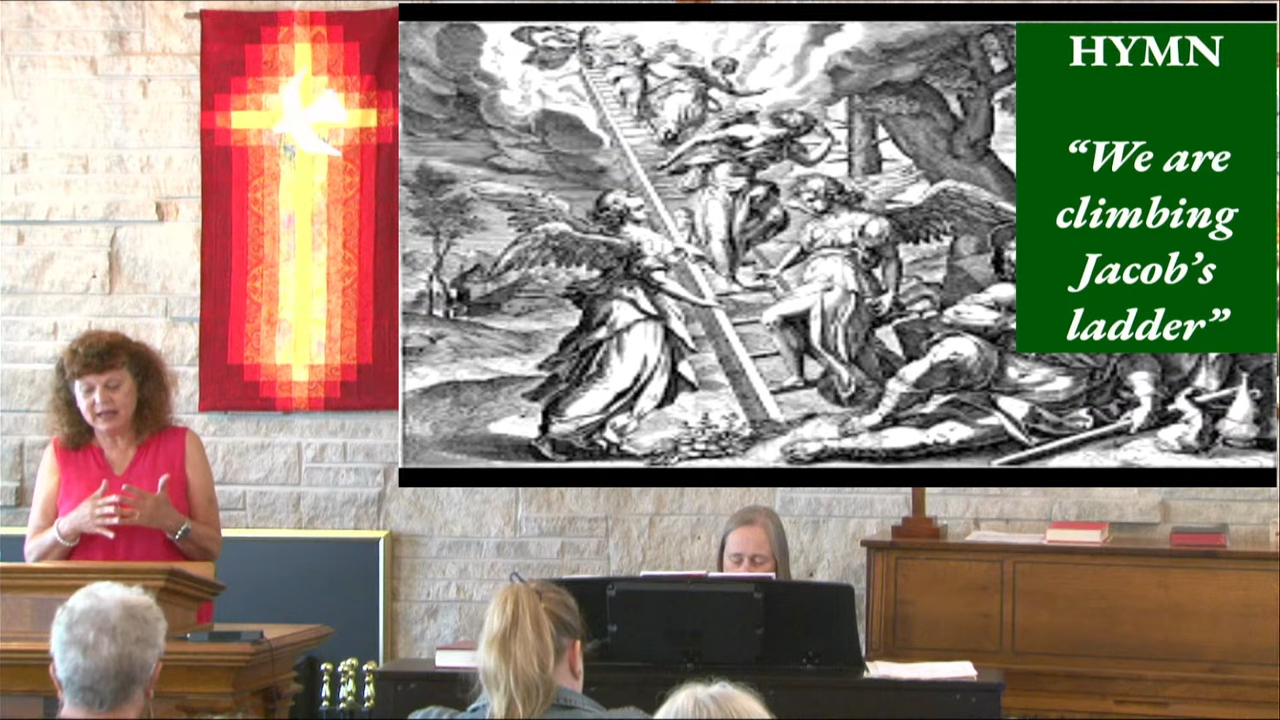 HYMN
“We are
climbing
Jacob’s
ladder”